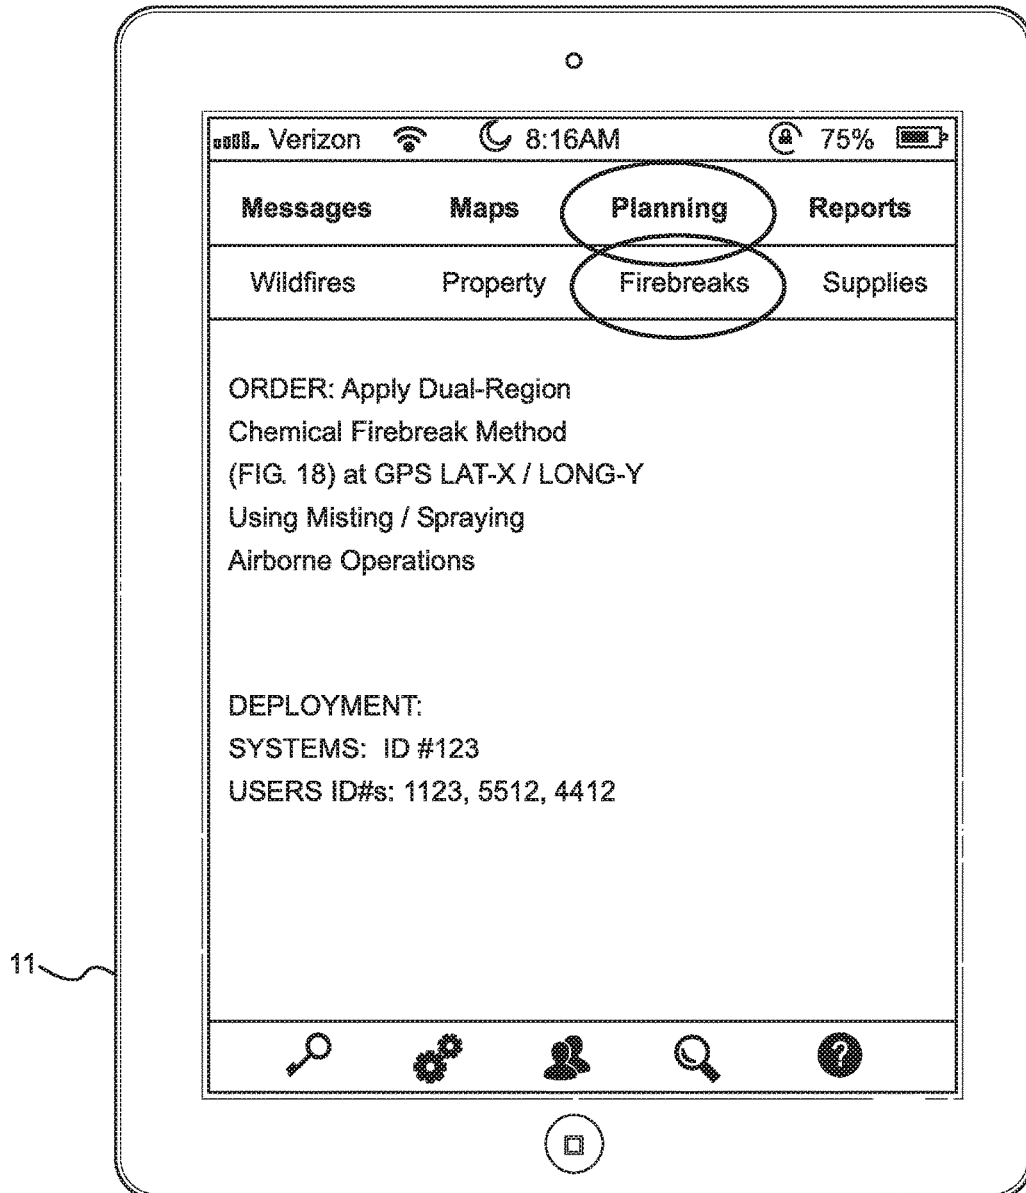 Verizon 8:16AM 75%
Messages Maps Planning Reports
Wildfires Property Firebreaks Supplies
ORDER: Apply Dual-Region
Chemical Firebreak Method
(FIG. 18) at GPS LAT-X / LONG-Y
Using Misting / Spraying
Airborne Operations
DEPLOYMENT:
SYSTEMS: ID #123
USERS ID#s: 1123, 5512, 4412
11
?